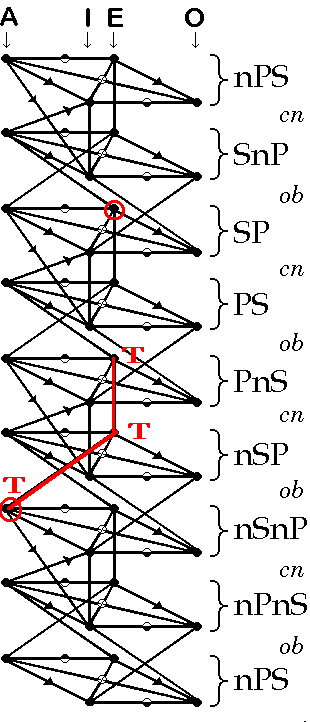 A I E O
↓ ↓ ↓ ↓
nPS
cn
SnP
ob
SP
cn
PS
ob
T PnS
cn
T nSP
ob
T
nSnP
cn
nPnS
ob
nPS